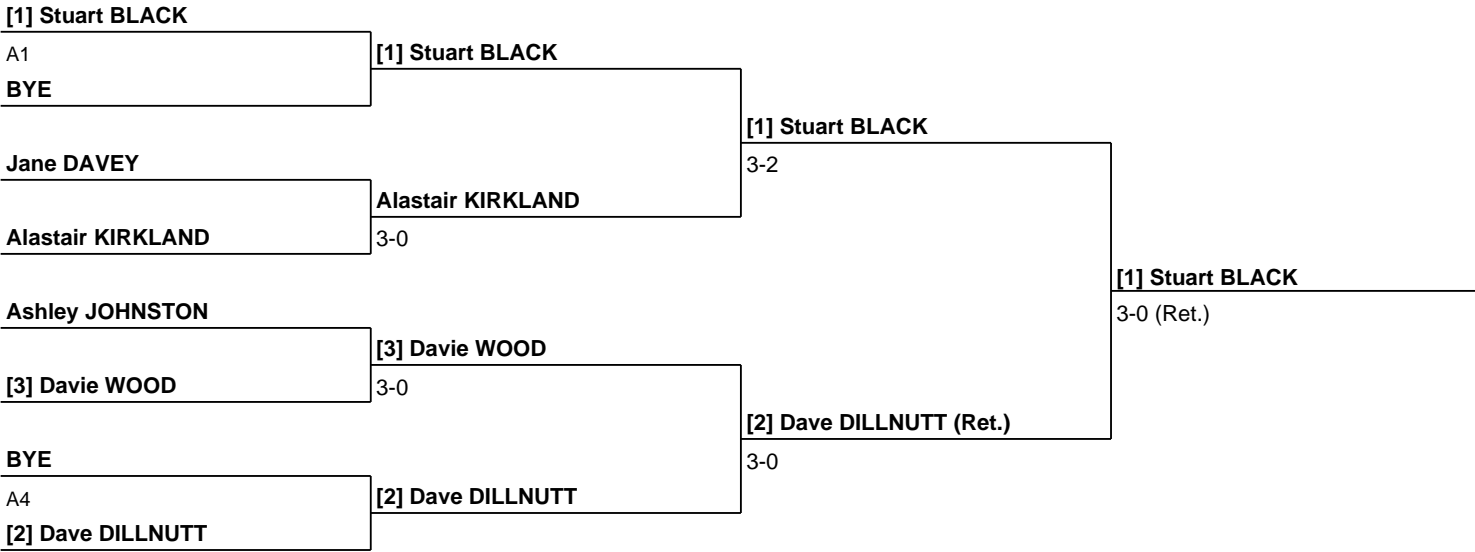 [1] Stuart BLACK
A1
BYE
[1] Stuart BLACK
Jane DAVEY
Alastair KIRKLAND
Alastair KIRKLAND
3-0
[1] Stuart BLACK
3-2
Ashley JOHNSTON
[3] Davie WOOD
[3] Davie WOOD
3-0
BYE
A4
[2] Dave DILLNUTT
[2] Dave DILLNUTT
[2] Dave DILLNUTT (Ret.)
3-0
[1] Stuart BLACK
3-0 (Ret.)